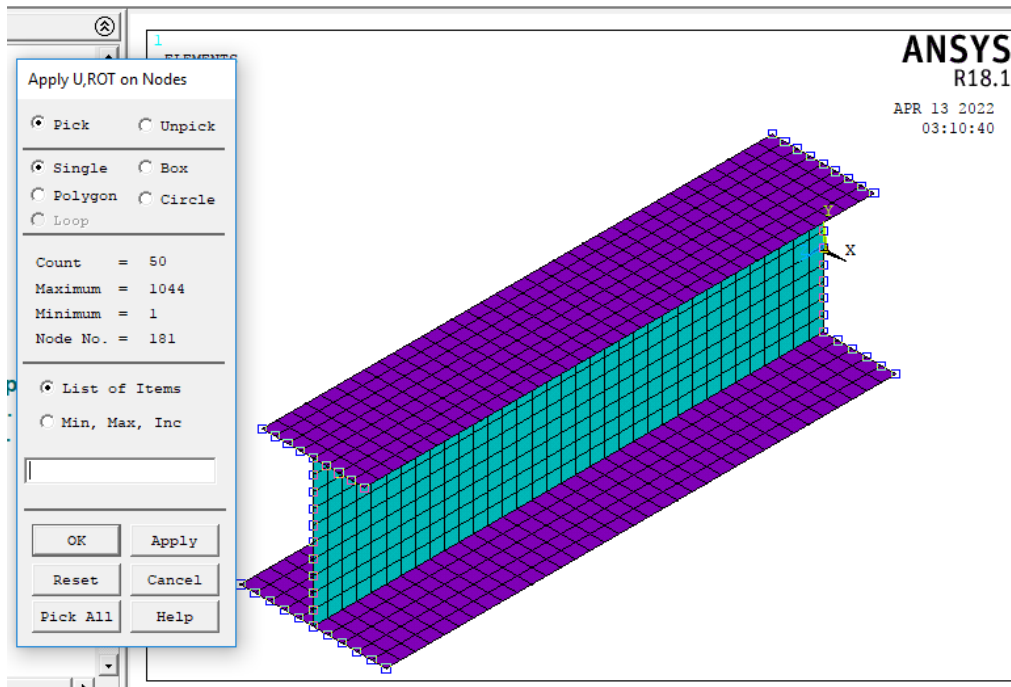 1
ELEMENTS
ANSYS
R18.1
APR 13 2022
03:10:40
Apply U,ROT on Nodes
Pick Unpick
Single Box
Polygon Circle
Loop
Count = 50
Maximum = 1044
Minimum = 1
Node No. = 181
List of Items
Min, Max, Inc
OK Apply
Reset Cancel
Pick All Help
Y
X
p